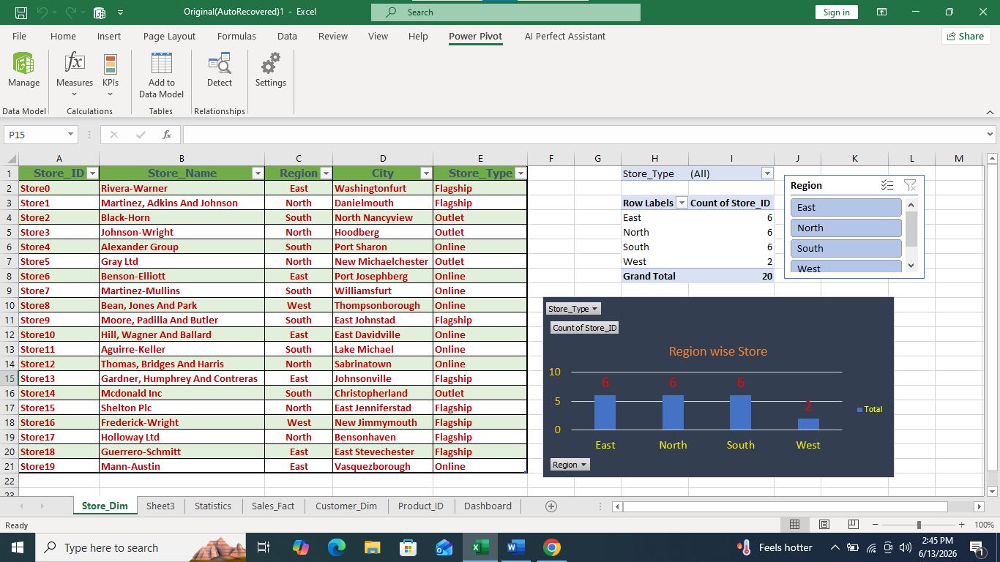 Original(AutoRecovered)1 - Excel
Search
Sign in
File Home Insert Page Layout Formulas Data Review View Help Power Pivot AI Perfect Assistant
Share
Manage Measures KPIs Add to Data Model Detect Settings
Data Model Calculations Tables Relationships
P15 fx
A B C D E F G H I J K L M
1 Store_ID Store_Name Region City Store_Type
2 Store0 Rivera-Warner East Washingtonfurt Flagship
3 Store1 Martinez, Adkins And Johnson North Danielmouth Flagship
4 Store2 Black-Horn South North Nancyview Outlet
5 Store3 Johnson-Wright North Hoodberg Outlet
6 Store4 Alexander Group South Port Sharon Online
7 Store5 Gray Ltd North New Michaelchester Outlet
8 Store6 Benson-Elliott East Port Josephberg Online
9 Store7 Martinez-Mullins South Williamsfurt Online
10 Store8 Bean, Jones And Park West Thompsonborough Online
11 Store9 Moore, Padilla And Butler South East Johnstad Flagship
12 Store10 Hill, Wagner And Ballard East East Davidville Online
13 Store11 Aguirre-Keller South Lake Michael Online
14 Store12 Thomas, Bridges And Harris North Sabrinatown Online
15 Store13 Gardner, Humphrey And Contreras East Johnsonville Flagship
16 Store14 Mcdonald Inc South Christopherland Outlet
17 Store15 Shelton Plc North East Jenniferstad Flagship
18 Store16 Frederick-Wright West New Jimmymouth Flagship
19 Store17 Holloway Ltd North Bensonhaven Flagship
20 Store18 Guerrero-Schmitt East East Stevechester Flagship
21 Store19 Mann-Austin East Vasquezborough Online
22
23
Store_Type (All)
Row Labels Count of Store_ID
East 6
North 6
South 6
West 2
Grand Total 20
Region
East
North
South
West
Store_Type
Count of Store_ID
Region wise Store
10
5
0
6 6 6 2
Total
East North South West
Region
Store_Dim Sheet3 Statistics Sales_Fact Customer_Dim Product_ID Dashboard
Ready
100%
Type here to search
Feels hotter
2:45 PM
6/13/2026
1